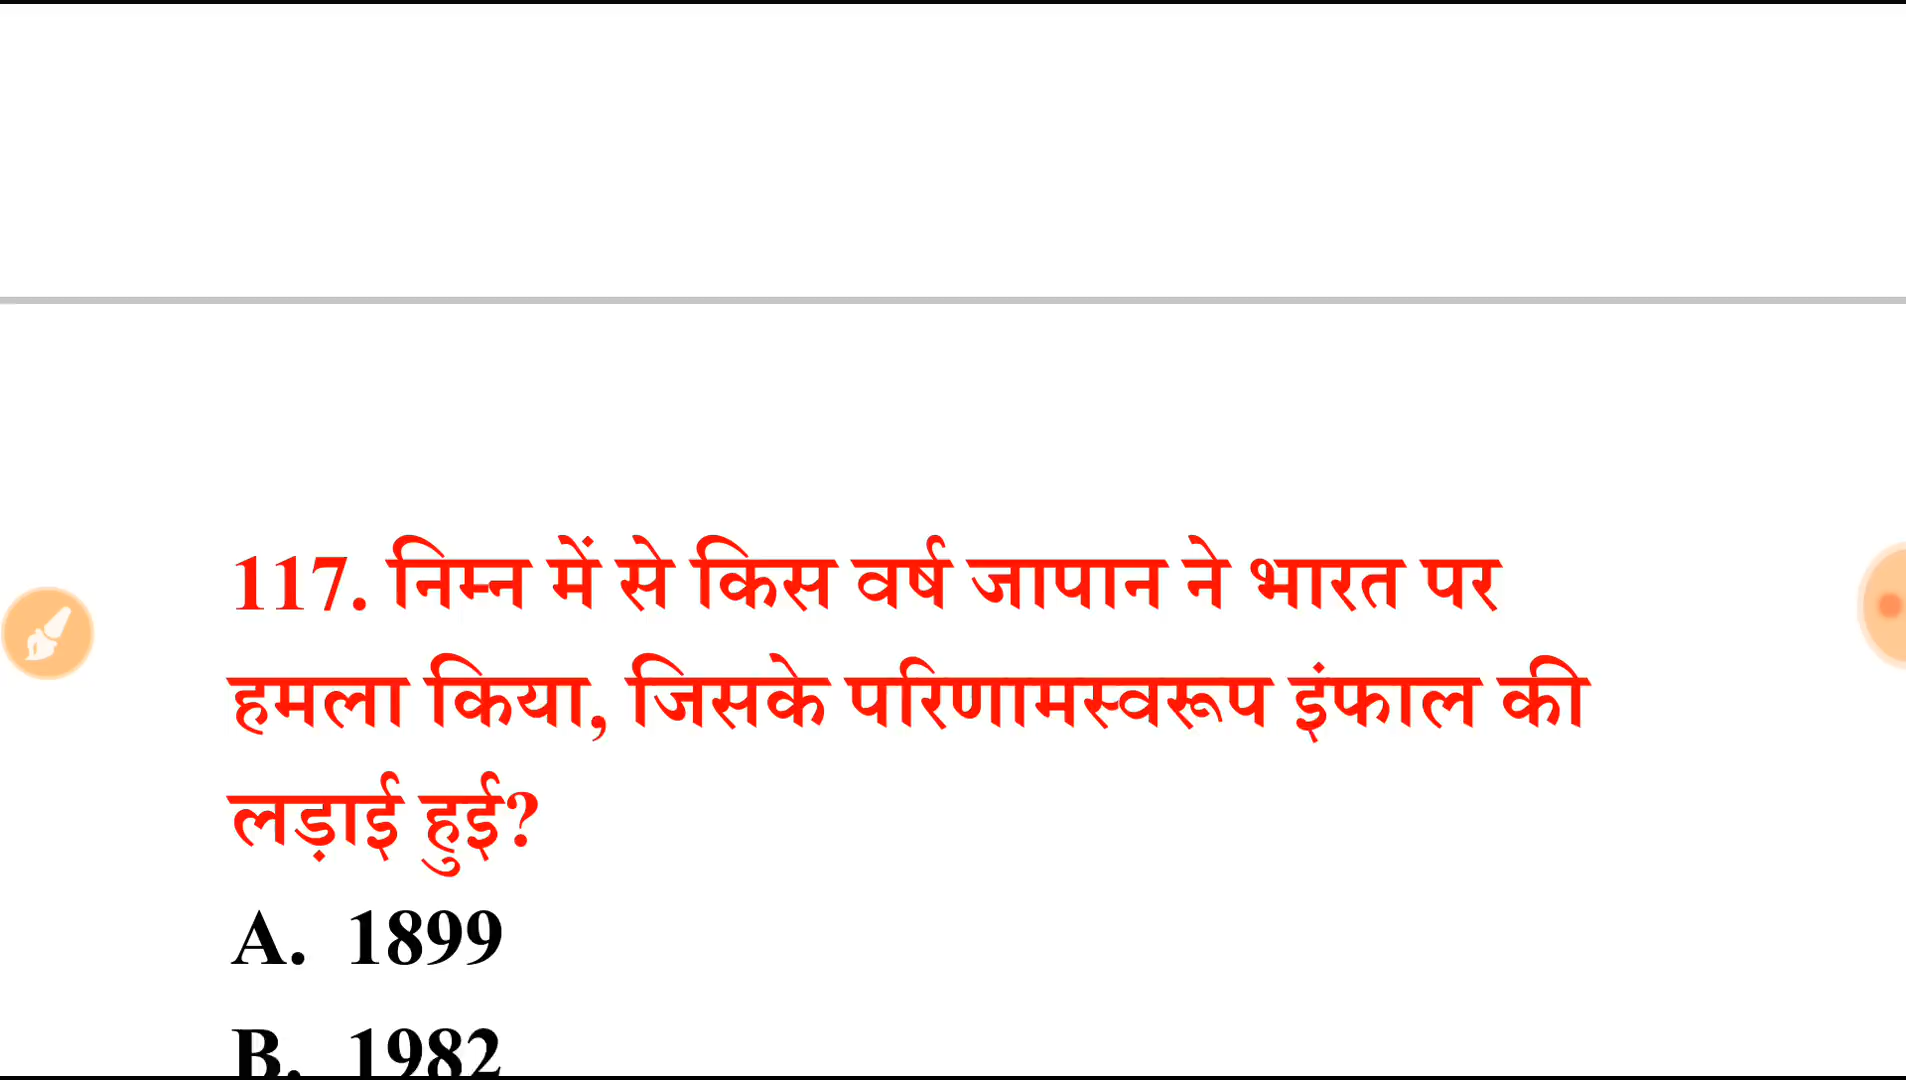 117. निम्न में से किस वर्ष जापान ने भारत पर
हमला किया, जिसके परिणामस्वरूप इंफाल की
लड़ाई हुई?
A. 1899
B. 1982